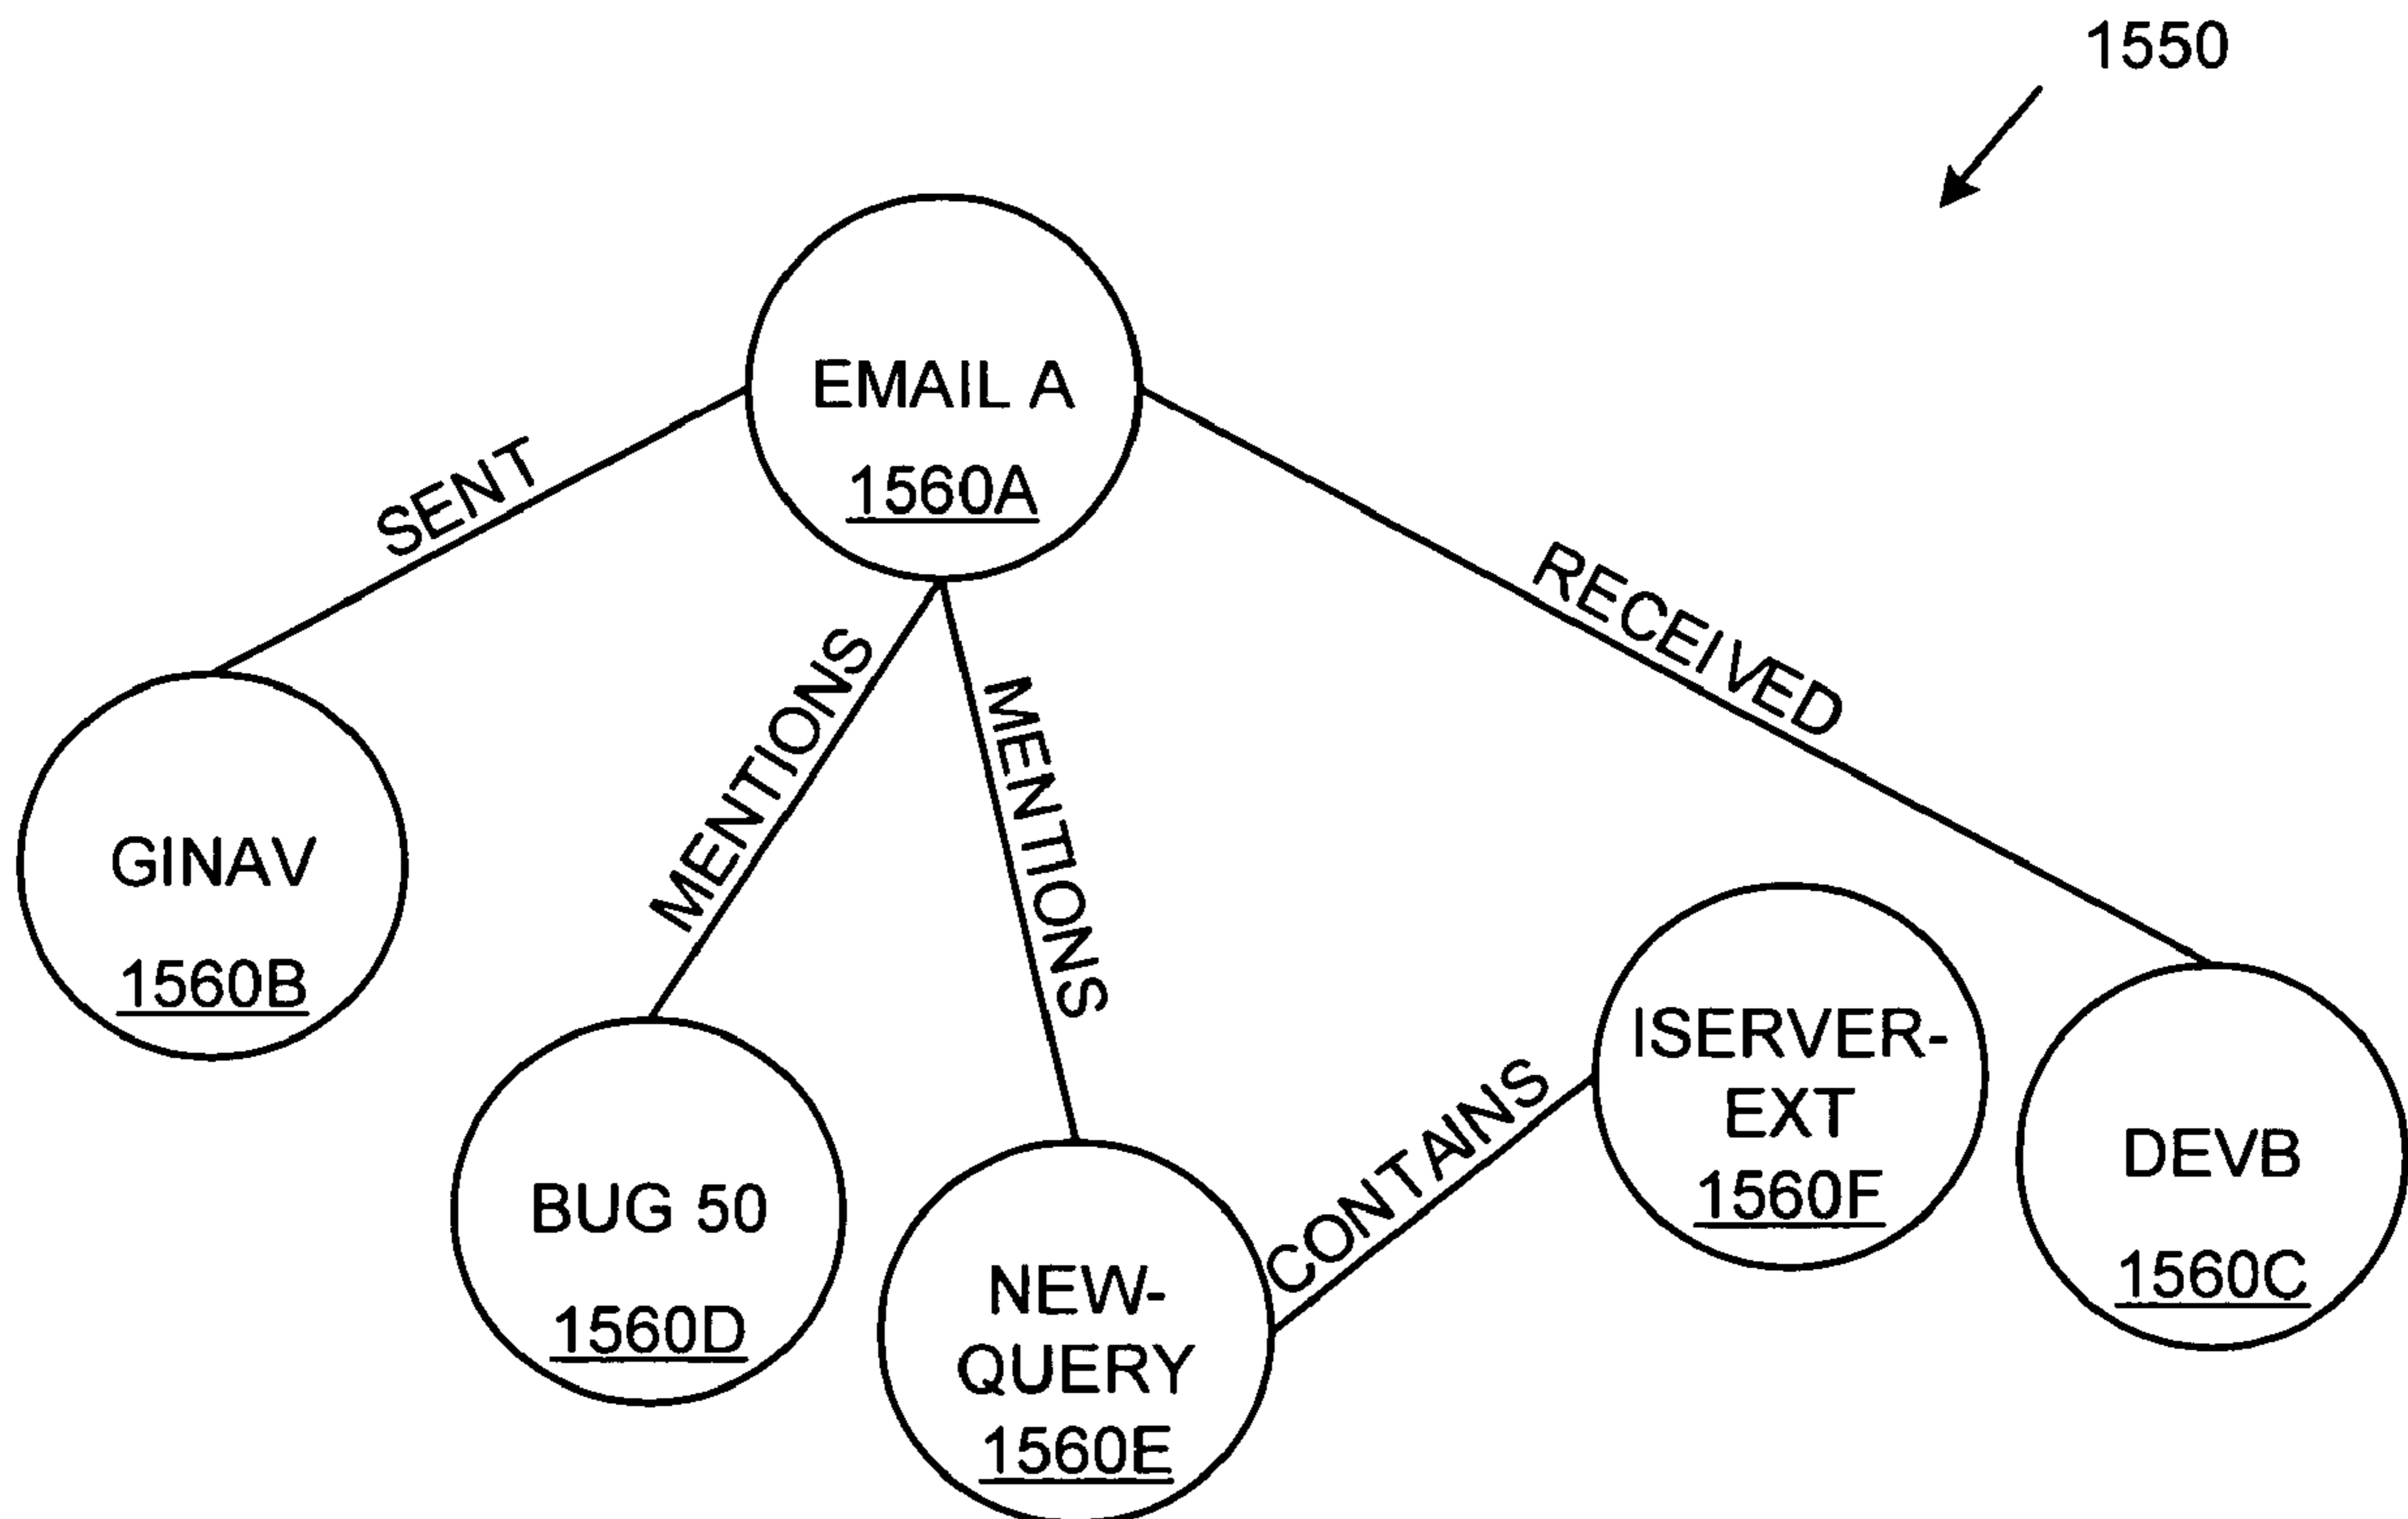 1550
EMAIL A
1560A
SENT
RECEIVED
MENTIONS
MENTIONS
GINAV
1560B
ISERVER-
EXT
1560F
DEVB
1560C
CONTAINS
BUG 50
1560D
NEW-
QUERY
1560E